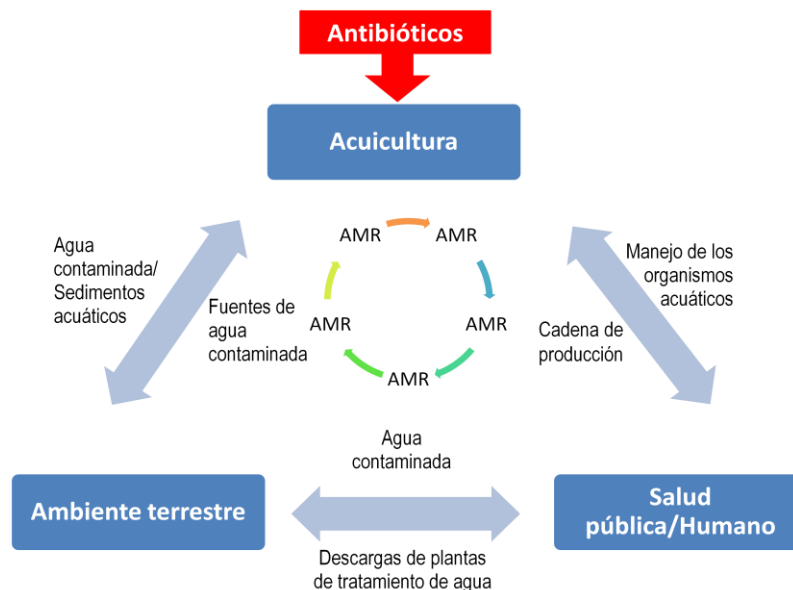 Antibióticos
Acuicultura
Agua
contaminada/
Sedimentos
acuáticos
Fuentes de
agua
contaminada
AMR
AMR
AMR
AMR
AMR
Manejo de los
organismos
acuáticos
Cadena de
producción
Agua
contaminada
Ambiente terrestre
Salud
pública/Humano
Descargas de plantas
de tratamiento de agua